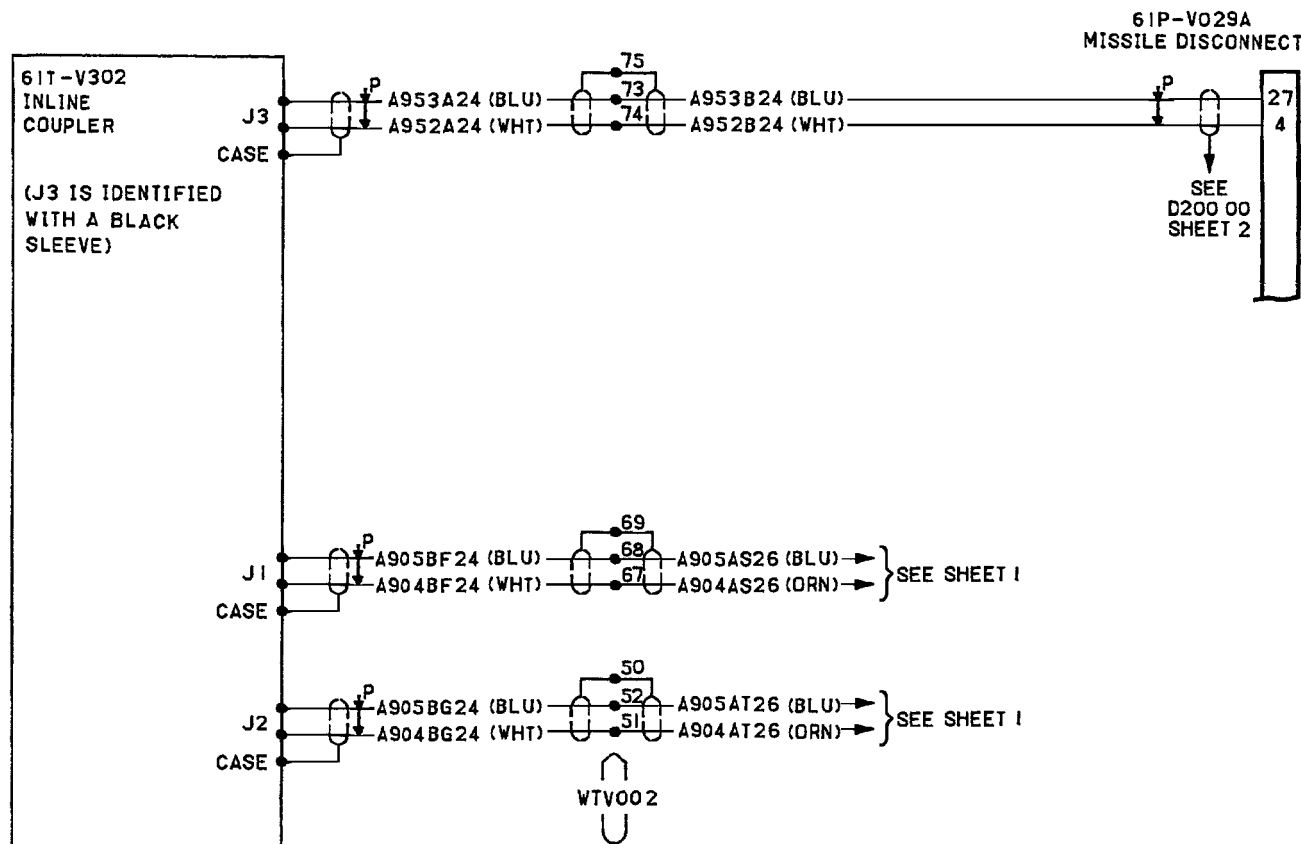 61P-V029A
MISSILE DISCONNECT
61T-V302
INLINE
COUPLER
(J3 IS IDENTIFIED
WITH A BLACK
SLEEVE)
J3
CASE
P
A953A24 (BLU)
A952A24 (WHT)
75
73
74
A953B24 (BLU)
A952B24 (WHT)
P
27
4
SEE
D200 00
SHEET 2
J1
CASE
P
A905BF24 (BLU)
A904BF24 (WHT)
69
68
67
A905AS26 (BLU)
A904AS26 (ORN)
SEE SHEET 1
J2
CASE
P
A905BG24 (BLU)
A904BG24 (WHT)
50
52
51
A905AT26 (BLU)
A904AT26 (ORN)
SEE SHEET 1
WTV002